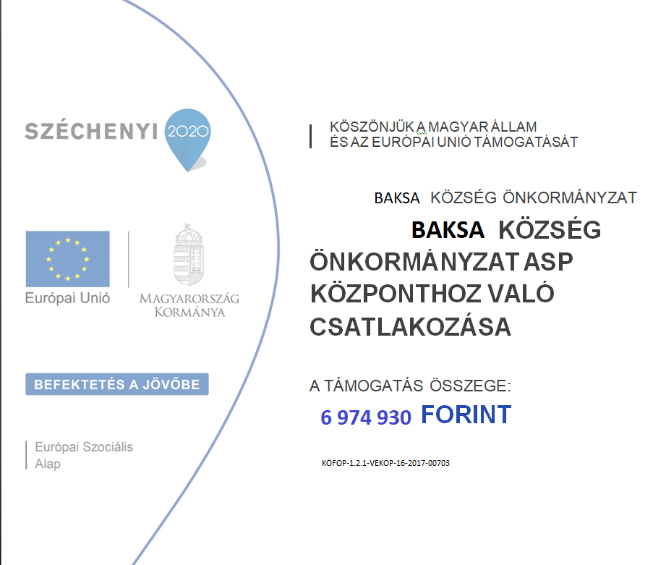 SZÉCHENYI 2020
Európai Unió
MAGYARORSZÁG
KORMÁNYA
BEFEKTETÉS A JÖVŐBE
Európai Szociális
Alap
KÖSZÖNJÜK A MAGYAR ÁLLAM
ÉS AZ EURÓPAI UNIÓ TÁMOGATÁSÁT
BAKSA KÖZSÉG ÖNKORMÁNYZAT
BAKSA KÖZSÉG
ÖNKORMÁNYZAT ASP
KÖZPONTHOZ VALÓ
CSATLAKOZÁSA
A TÁMOGATÁS ÖSSZEGE:
6 974 930 FORINT
KÖFOP-1.2.1-VEKOP-16-2017-00703